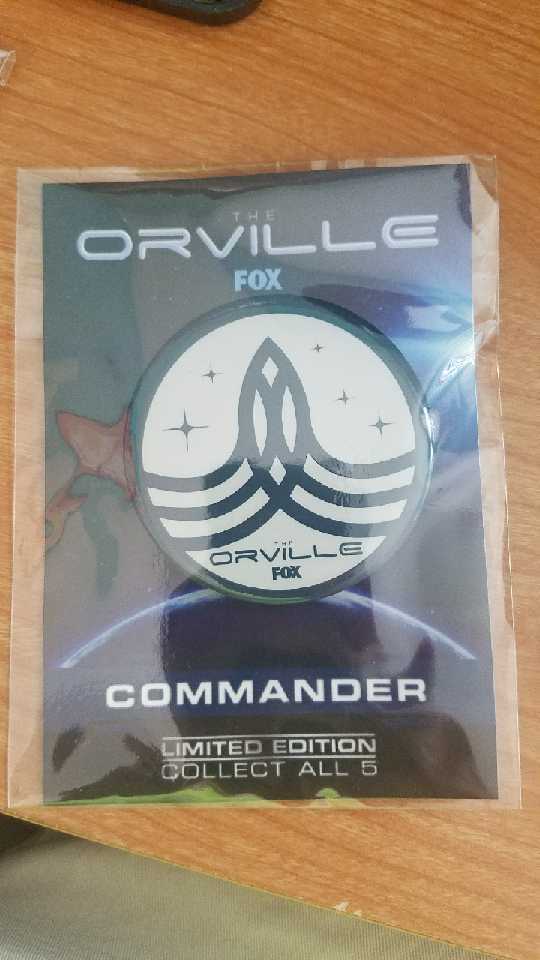 THE
ORVILLE
FOX
THE
ORVILLE
FOX
COMMANDER
LIMITED EDITION
COLLECT ALL 5